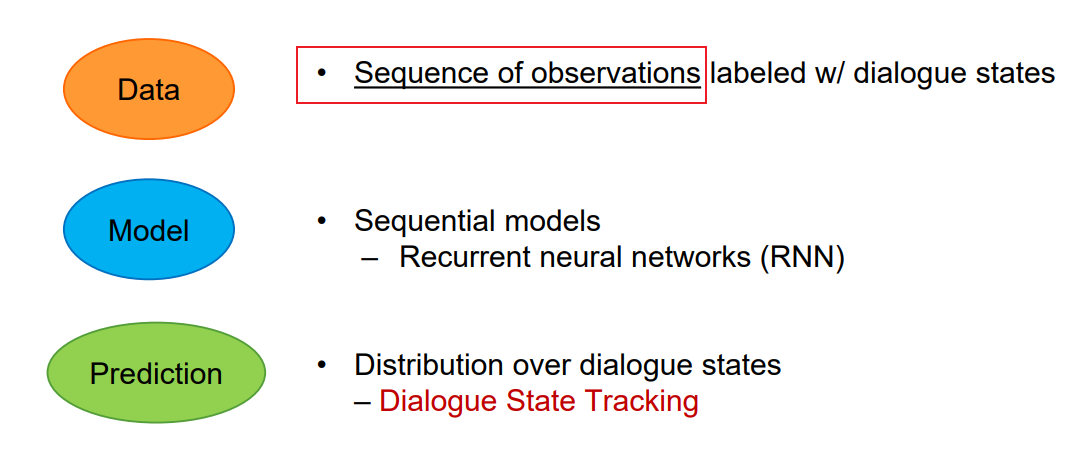 Data
• Sequence of observations labeled w/ dialogue states
Model
• Sequential models
– Recurrent neural networks (RNN)
Prediction
• Distribution over dialogue states
– Dialogue State Tracking